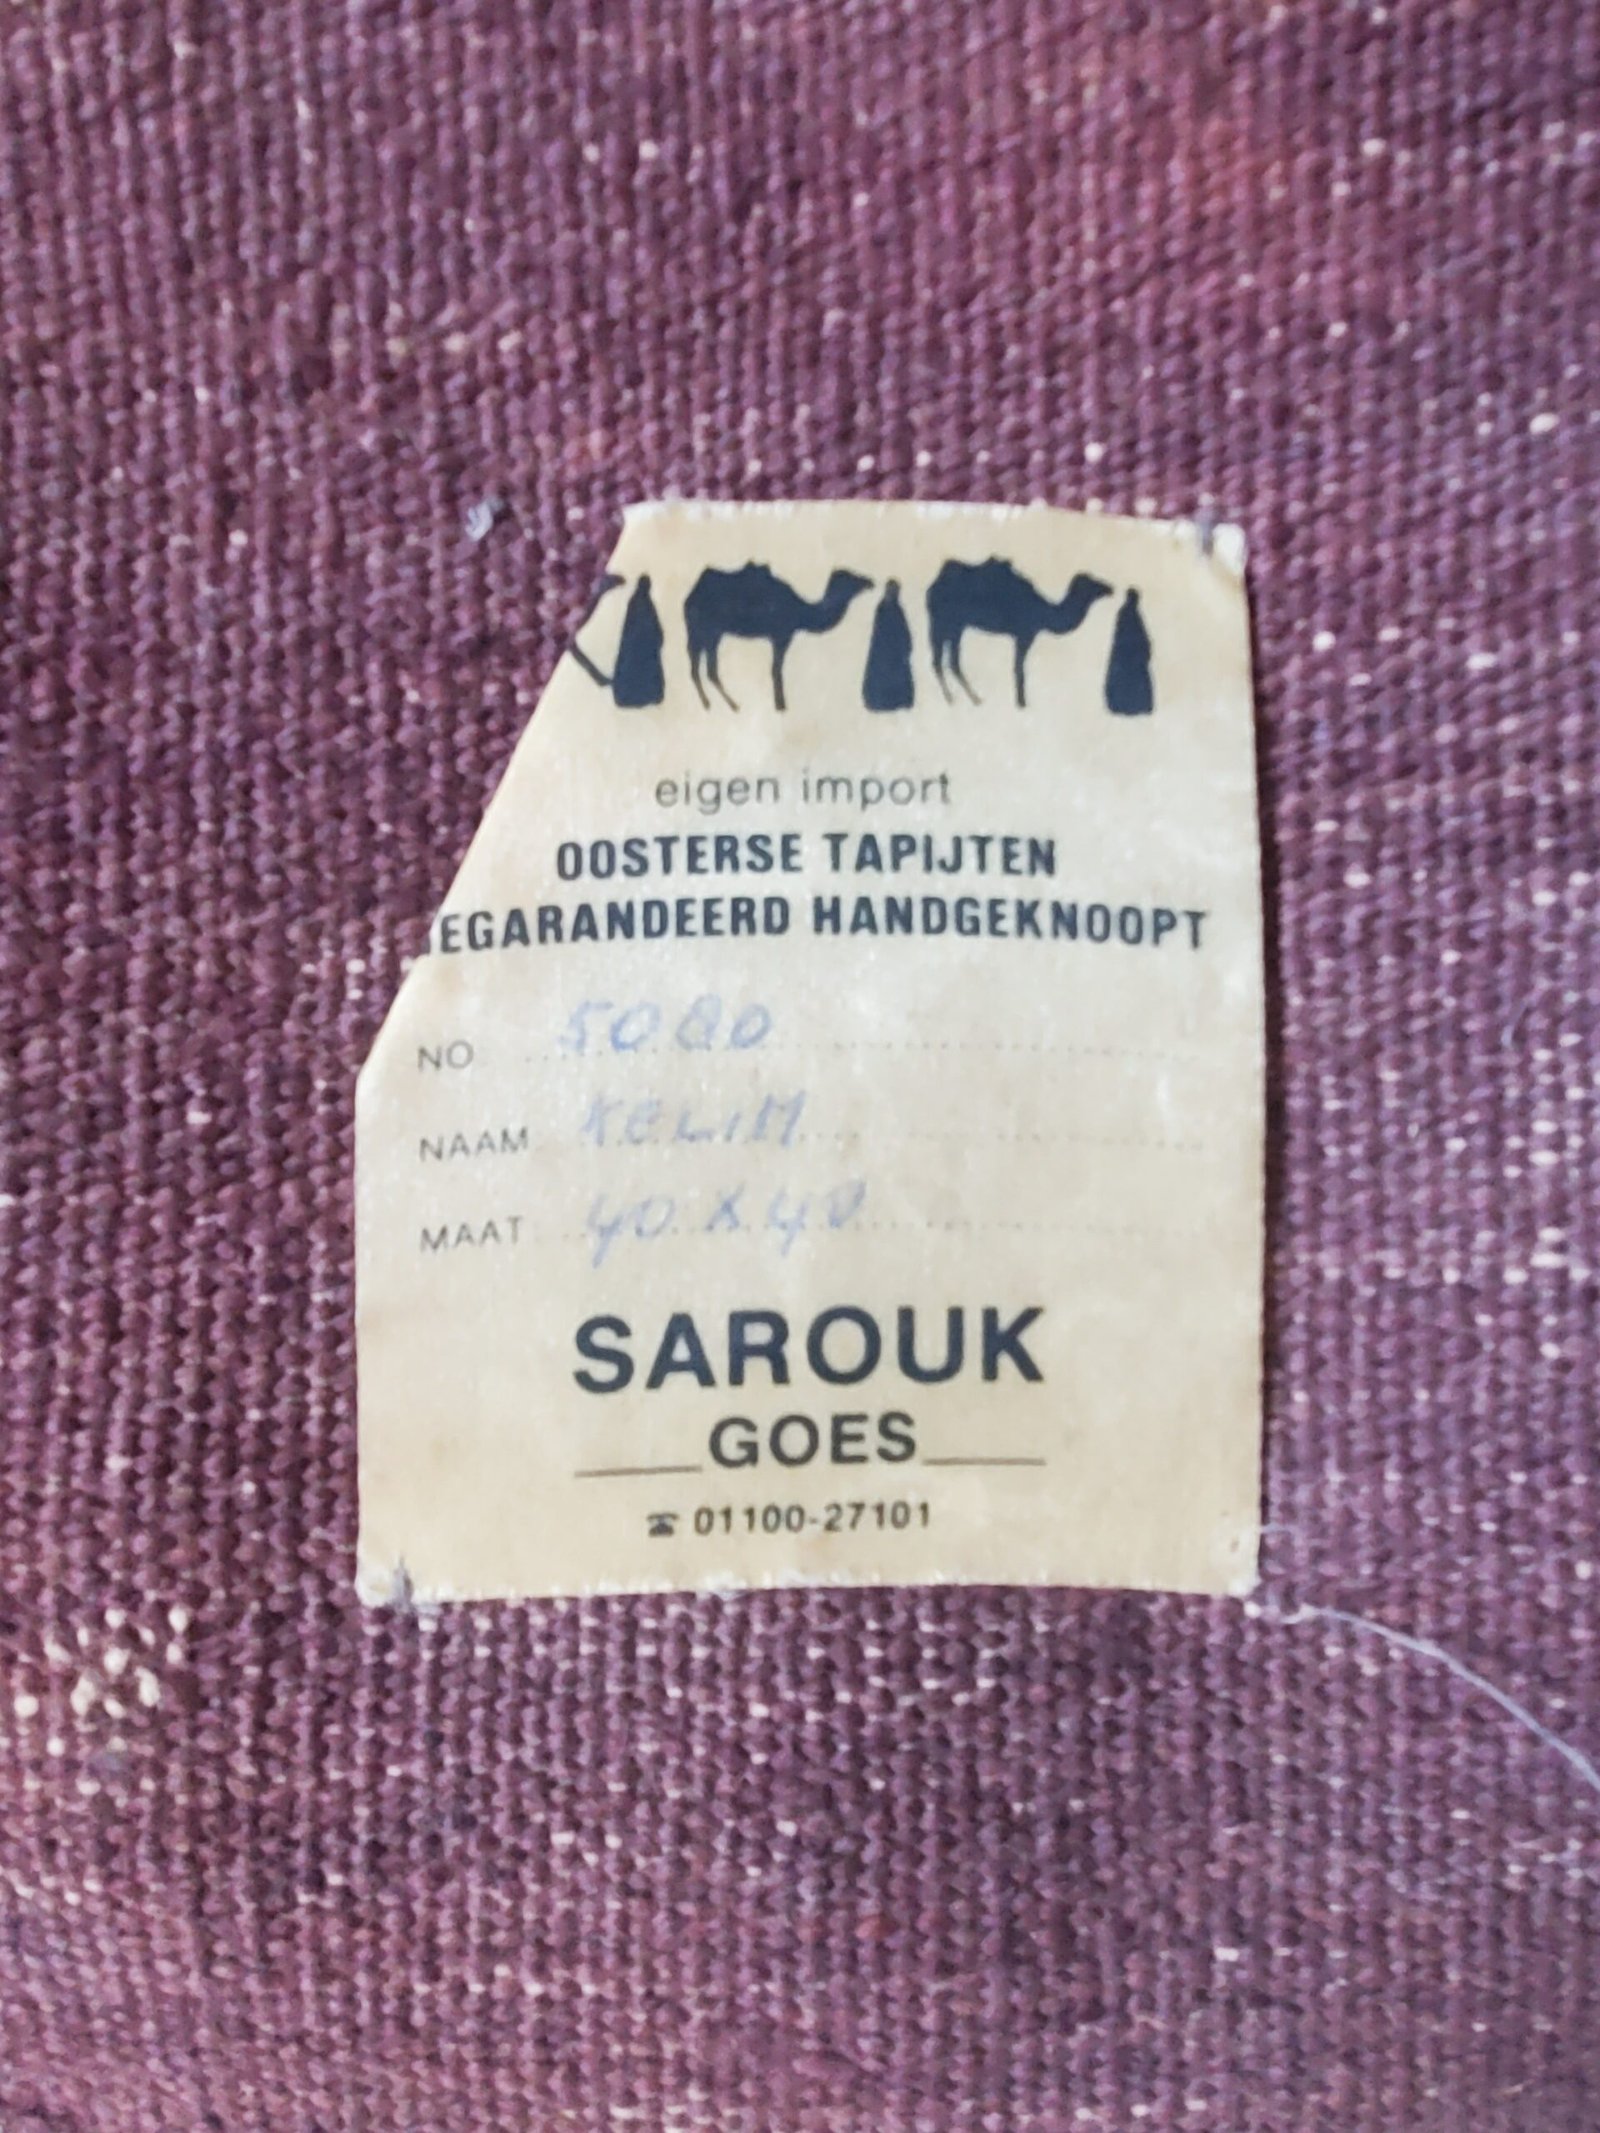 eigen import
OOSTERSE TAPIJTEN
EGARANDEERD HANDGEKNOOPT
NO 5080
NAAM KELIM
MAAT 40 x 40
SAROUK
GOES
☎ 01100-27101